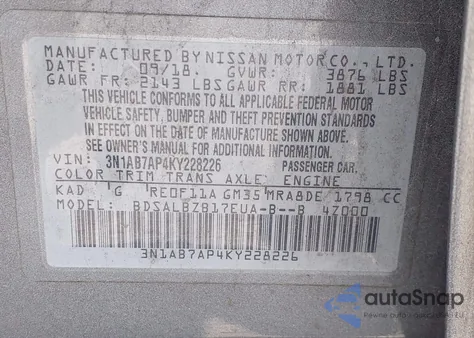 MANUFACTURED BY NISSAN MOTOR CO., LTD.
DATE: 09/18. GVWR: 3876 LBS
GAWR FR: 2143 LBS GAWR RR: 1881 LBS
THIS VEHICLE CONFORMS TO ALL APPLICABLE FEDERAL MOTOR
VEHICLE SAFETY, BUMPER AND THEFT PREVENTION STANDARDS
IN EFFECT ON THE DATE OF MANUFACTURE SHOWN ABOVE.
SEE OWNER'S MANUAL FOR ADDITIONAL INFORMATION.
VIN: 3N1AB7AP4KY228226 PASSENGER CAR.
COLOR TRIM TRANS AXLE ENGINE
KAD G RE0F11A GM35 MRA8DE 1798 CC
MODEL: BDSALBZB17EUA-B--B 4Z000
3N1AB7AP4KY228226
autoSnap